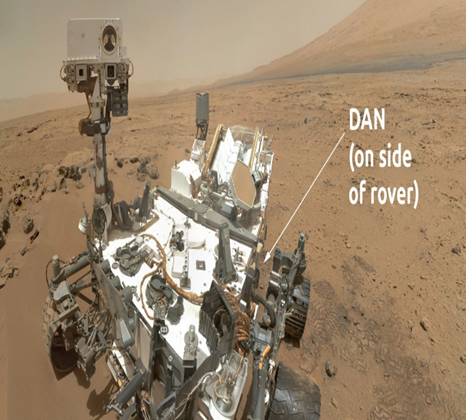 DAN
(on side
of rover)